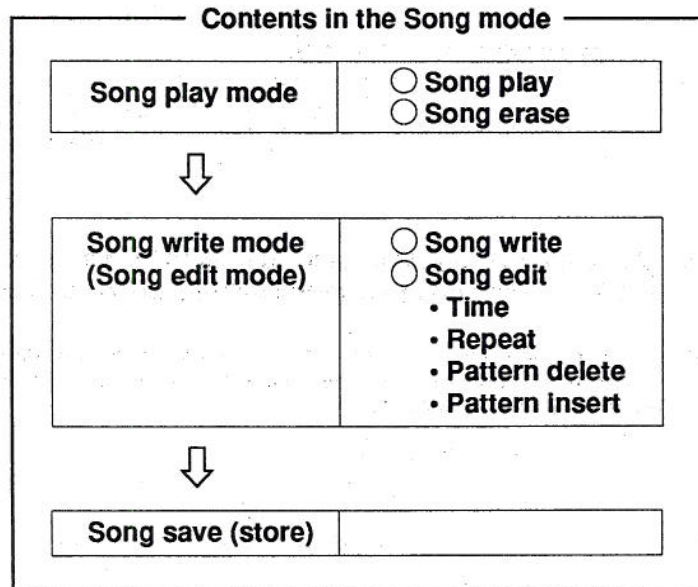 Contents in the Song mode
Song play mode
○ Song play
○ Song erase
Song write mode
(Song edit mode)
○ Song write
○ Song edit
• Time
• Repeat
• Pattern delete
• Pattern insert
Song save (store)